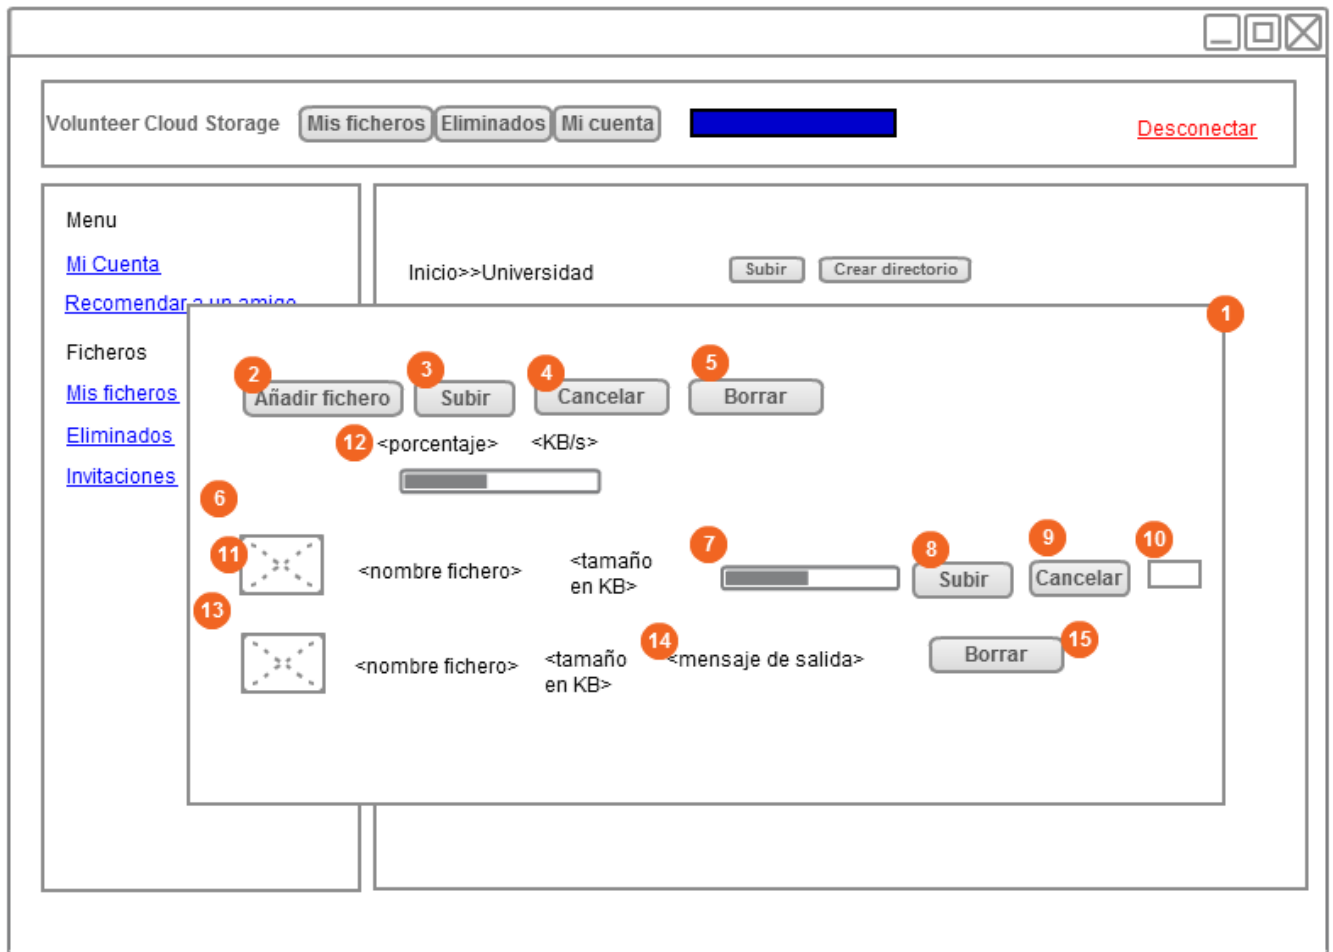 Volunteer Cloud Storage Mis ficheros Eliminados Mi cuenta Desconectar
Menu
Mi Cuenta
Recomendar a un amigo
Ficheros
Mis ficheros
Eliminados
Invitaciones
Inicio>>Universidad Subir Crear directorio
1
2 3 4 5
Añadir fichero Subir Cancelar Borrar
12 <porcentaje> <KB/s>
6
11 <nombre fichero> <tamaño
en KB>
7 8 9 10
Subir Cancelar
13
<nombre fichero> <tamaño
en KB>
14 <mensaje de salida>
Borrar 15